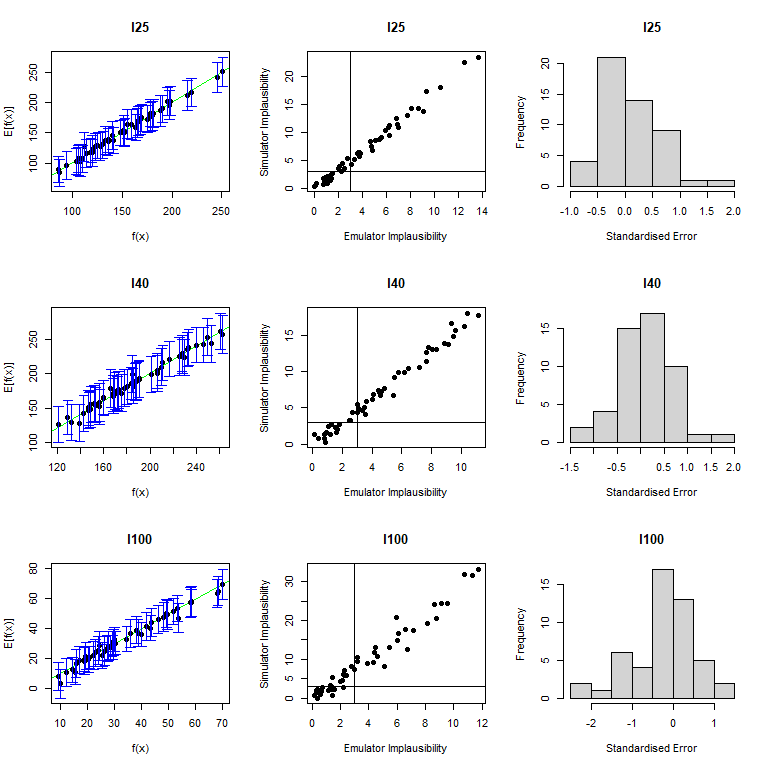 I25 I25 I25
E[f(x)] 100 150 200 250
100 150 200 250
f(x)
Simulator Implausibility 0 5 10 15 20
0 2 4 6 8 10 12 14
Emulator Implausibility
Frequency 0 5 10 15 20
-1.0 -0.5 0.0 0.5 1.0 1.5 2.0
Standardised Error
I40 I40 I40
E[f(x)] 100 150 200 250
120 160 200 240
f(x)
Simulator Implausibility 0 5 10 15
0 2 4 6 8 10
Emulator Implausibility
Frequency 0 5 10 15
-1.5 -0.5 0.5 1.0 1.5 2.0
Standardised Error
I100 I100 I100
E[f(x)] 0 20 40 60 80
10 20 30 40 50 60 70
f(x)
Simulator Implausibility 0 5 10 20 30
0 2 4 6 8 10 12
Emulator Implausibility
Frequency 0 5 10 15
-2 -1 0 1
Standardised Error